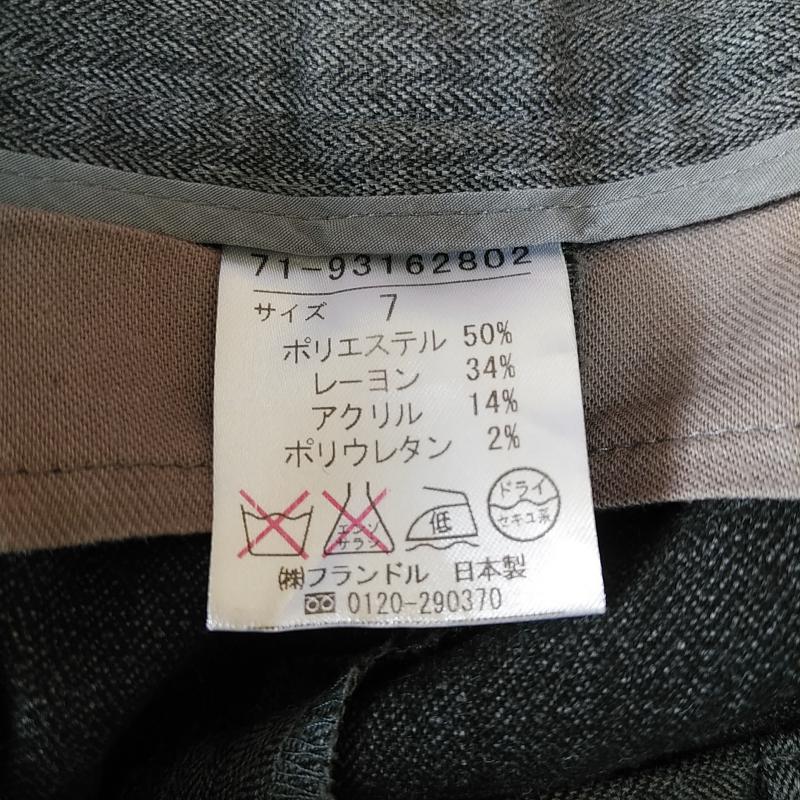 71-93162802
サイズ 7
ポリエステル 50%
レーヨン 34%
アクリル 14%
ポリウレタン 2%
エンソ
サラシ
低
ドライ
セキユ系
㈱フランドル 日本製
0120-290370